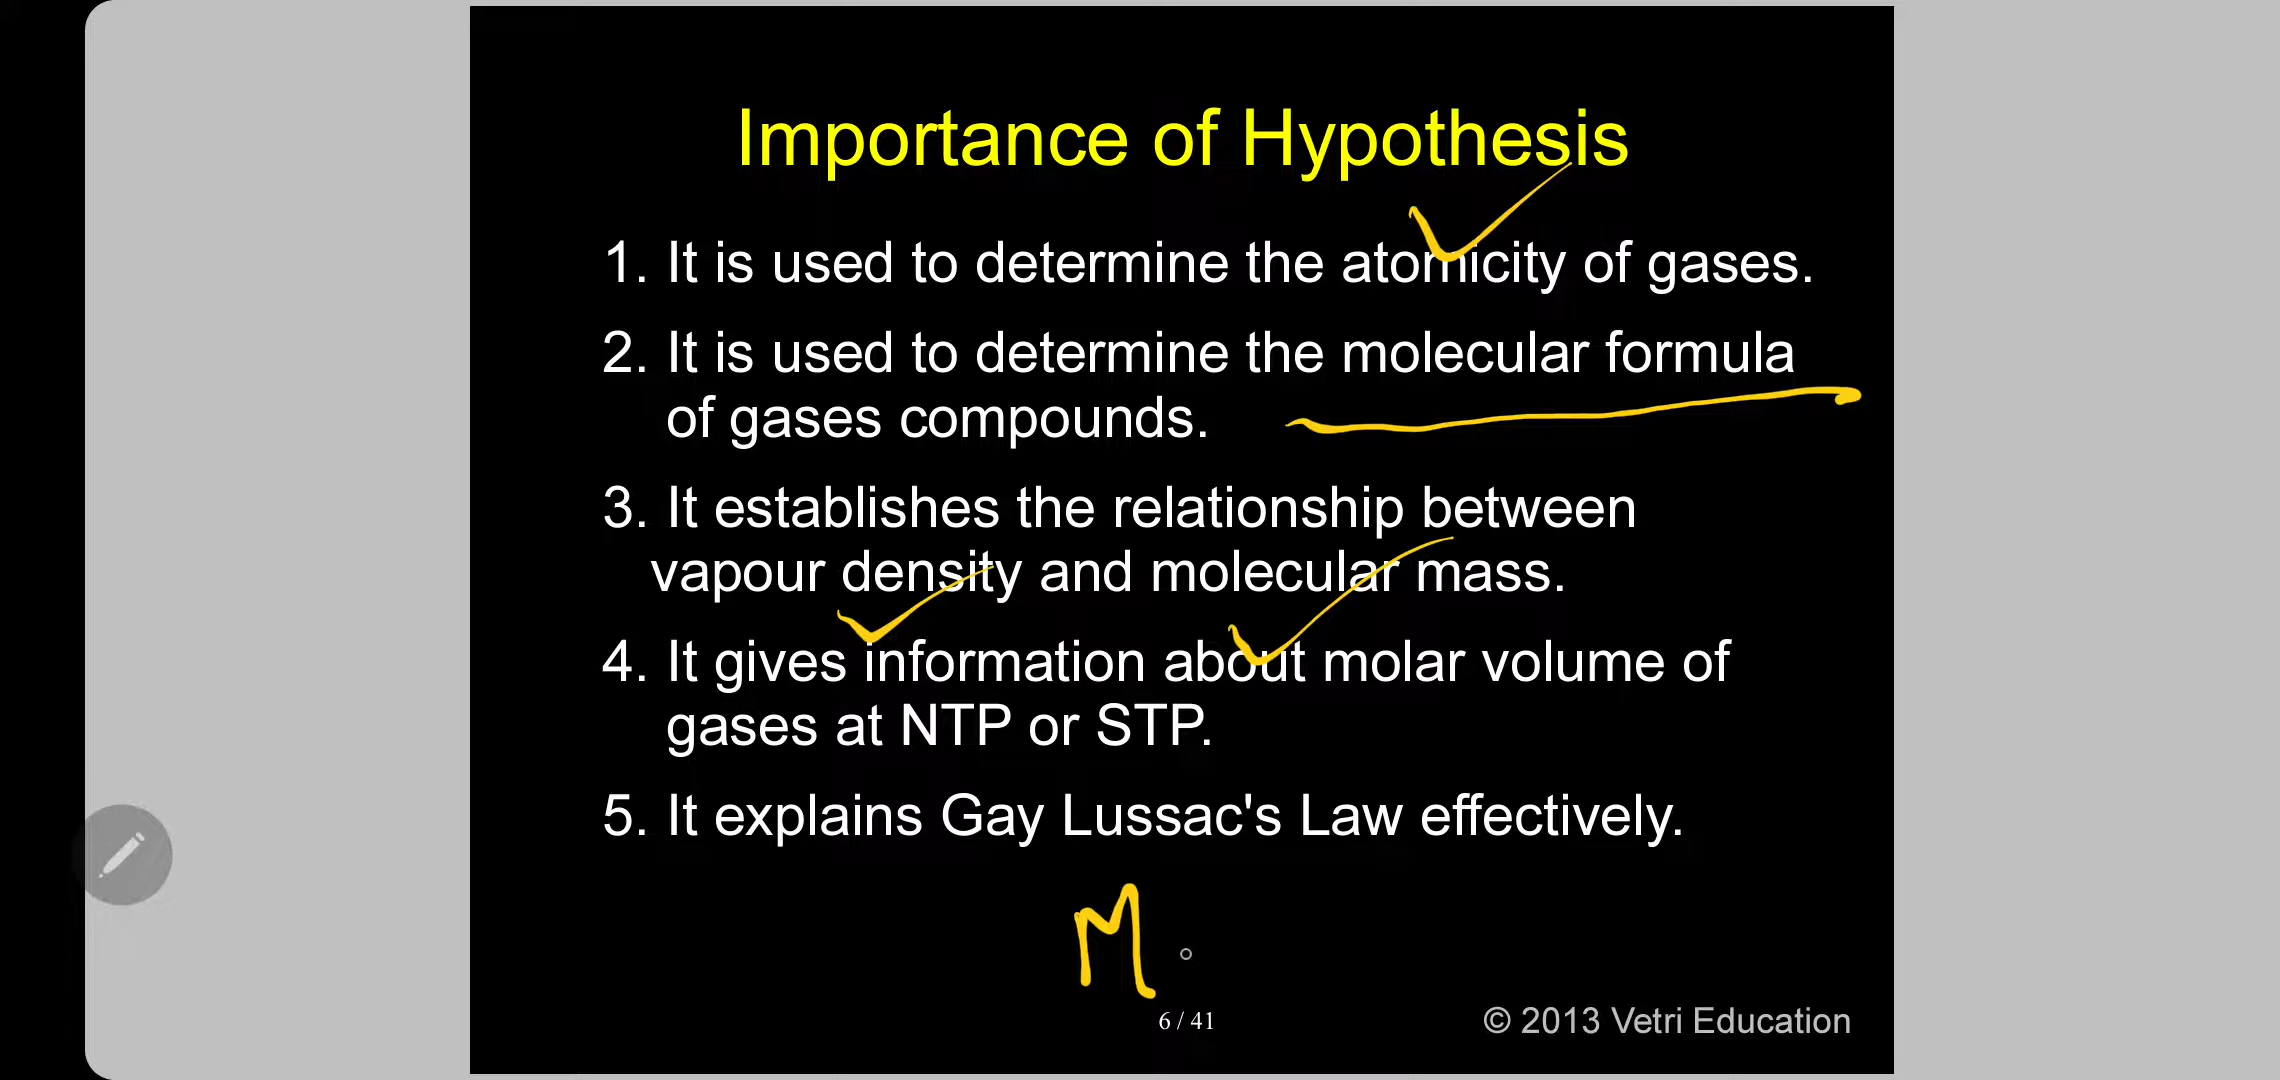 Importance of Hypothesis
1. It is used to determine the atomicity of gases.
2. It is used to determine the molecular formula
of gases compounds.
3. It establishes the relationship between
vapour density and molecular mass.
4. It gives information about molar volume of
gases at NTP or STP.
5. It explains Gay Lussac's Law effectively.
M
6 / 41
© 2013 Vetri Education